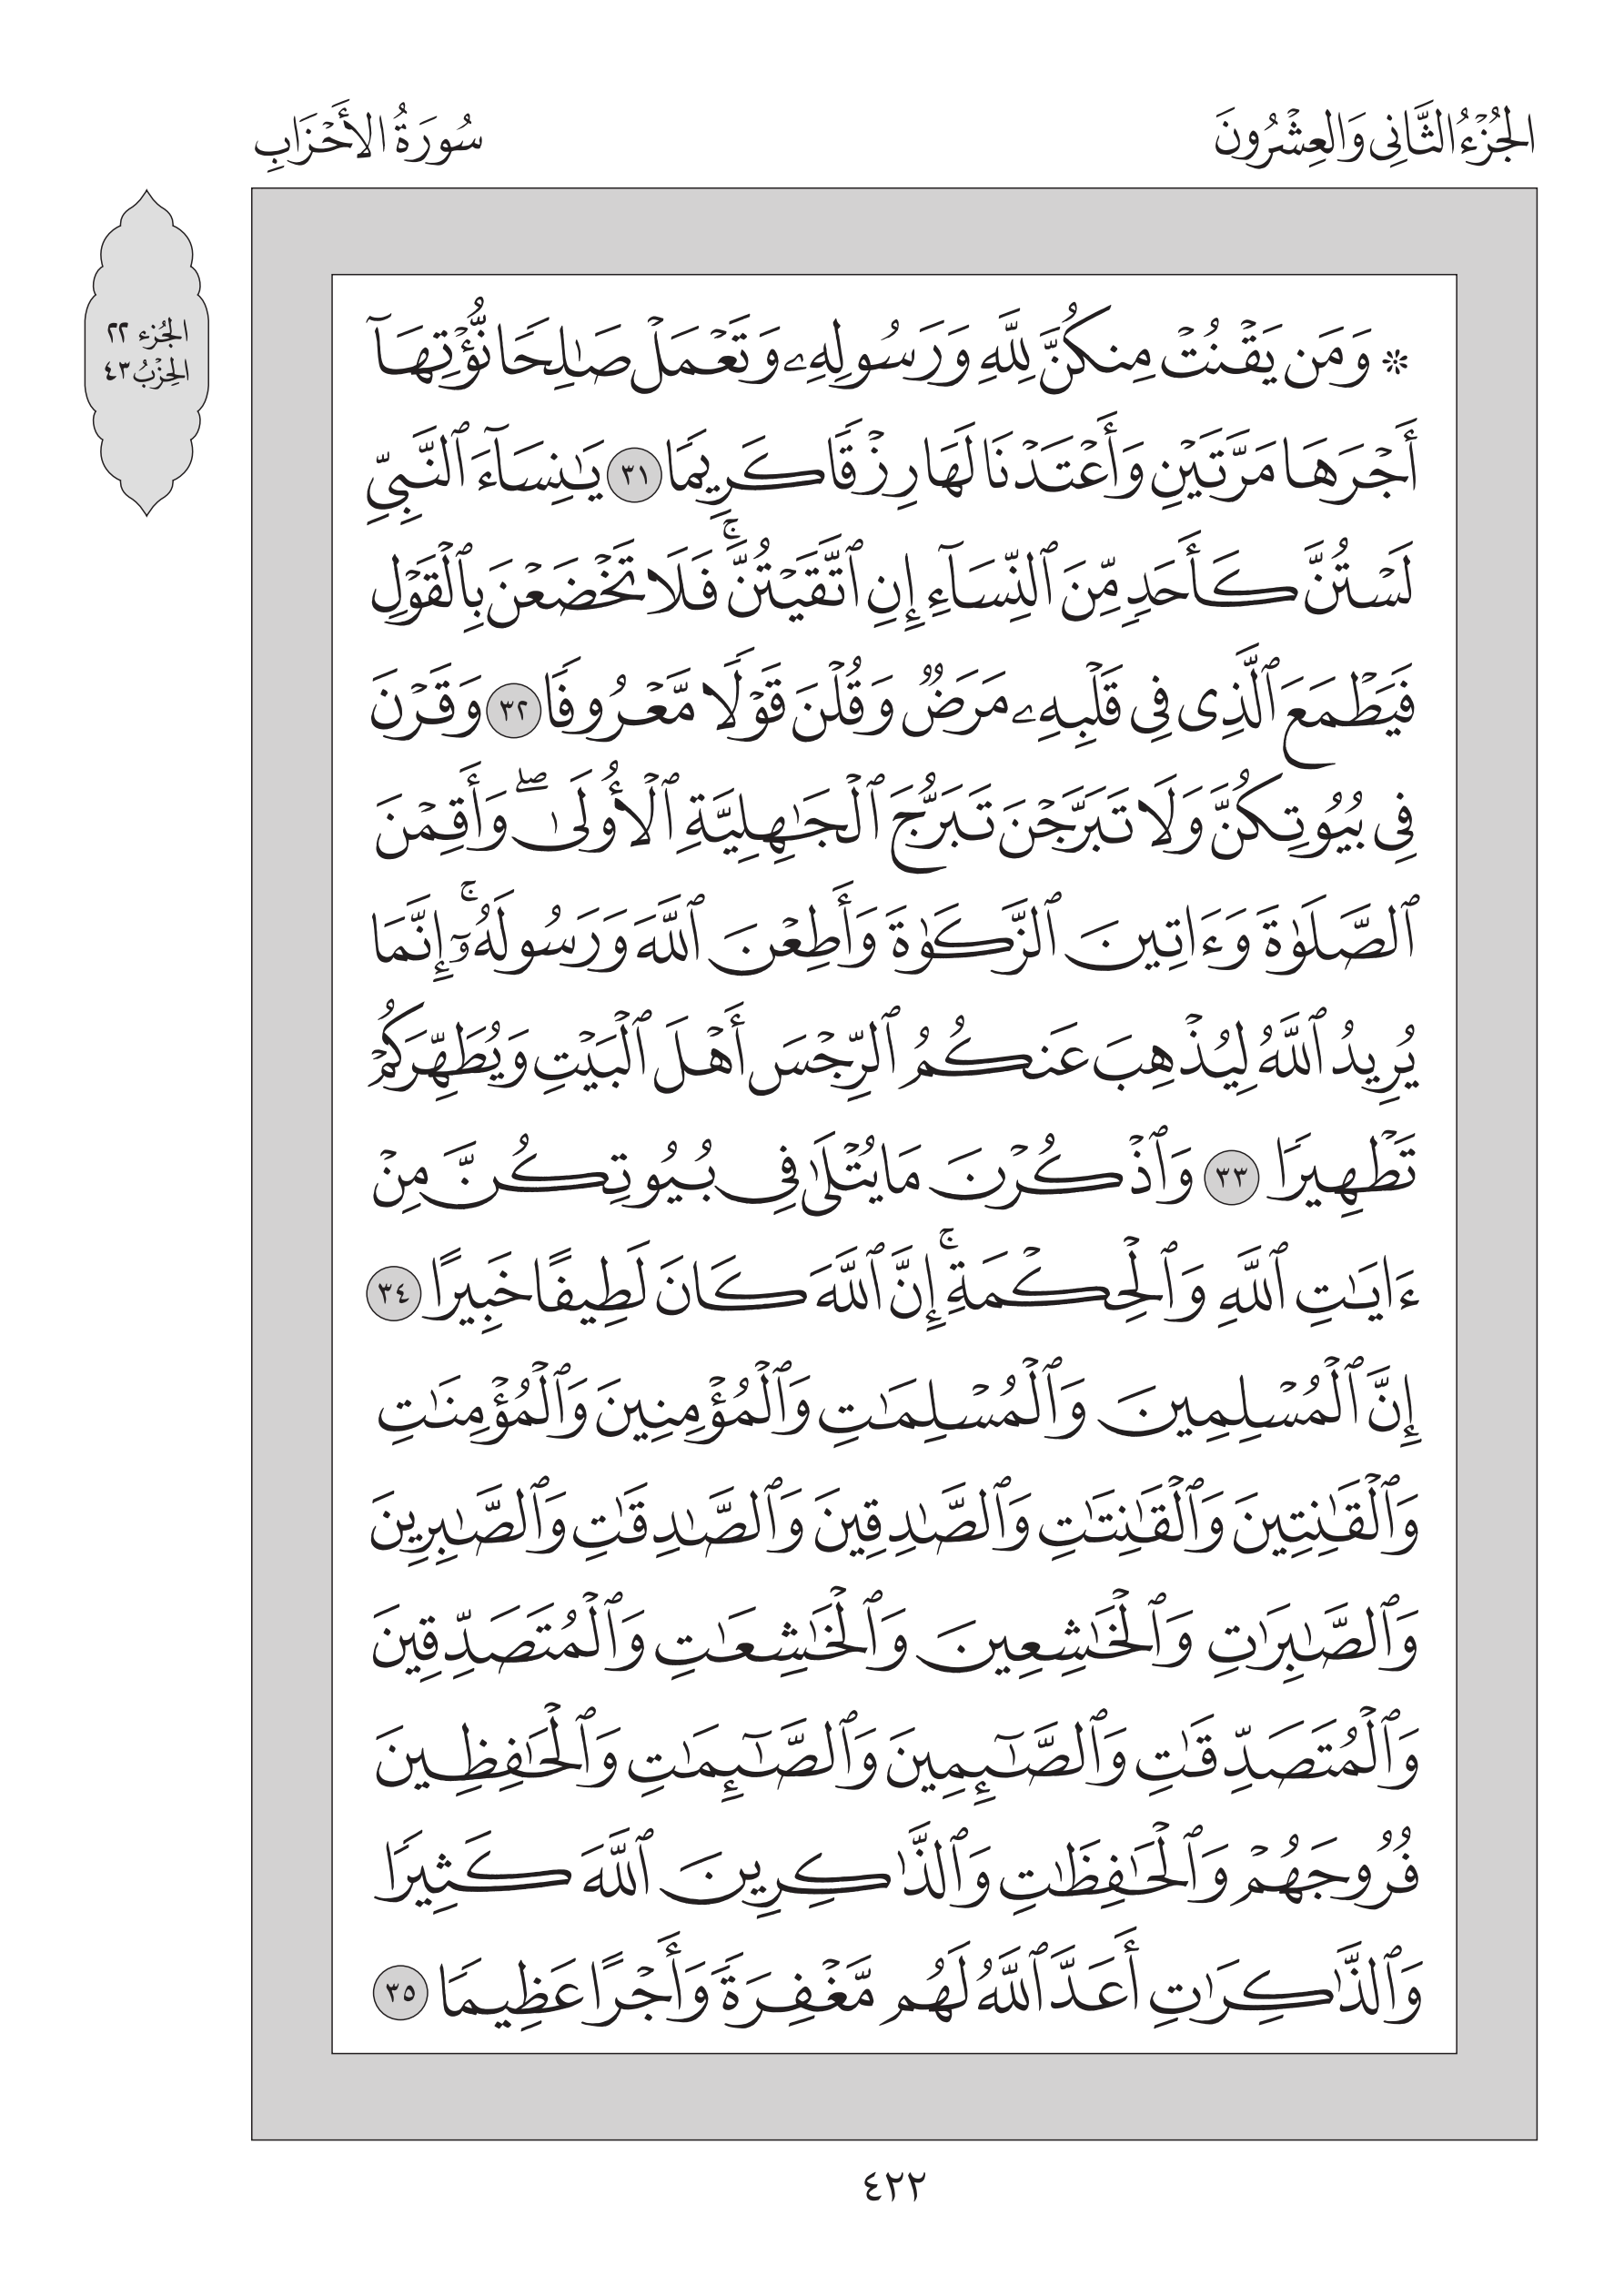 الجُزْءُ الثَّانِي وَالعِشْرُونَ
سُورَةُ الأَحْزَابِ
الجُزء ٢٢
الحِزْبُ ٤٣
۞ وَمَن يَقْنُتْ مِنكُنَّ لِلَّهِ وَرَسُولِهِۦ وَتَعْمَلْ صَٰلِحًا نُّؤْتِهَآ
أَجْرَهَا مَرَّتَيْنِ وَأَعْتَدْنَا لَهَا رِزْقًا كَرِيمًا ٣١ يَٰنِسَآءَ ٱلنَّبِيِّ
لَسْتُنَّ كَأَحَدٍ مِّنَ ٱلنِّسَآءِ إِنِ ٱتَّقَيْتُنَّۚ فَلَا تَخْضَعْنَ بِٱلْقَوْلِ
فَيَطْمَعَ ٱلَّذِى فِى قَلْبِهِۦ مَرَضٌ وَقُلْنَ قَوْلًا مَّعْرُوفًا ٣٢ وَقَرْنَ
فِى بُيُوتِكُنَّ وَلَا تَبَرَّجْنَ تَبَرُّجَ ٱلْجَٰهِلِيَّةِ ٱلْأُولَىٰۖ وَأَقِمْنَ
ٱلصَّلَوٰةَ وَءَاتِينَ ٱلزَّكَوٰةَ وَأَطِعْنَ ٱللَّهَ وَرَسُولَهُۥٓۚ إِنَّمَا
يُرِيدُ ٱللَّهُ لِيُذْهِبَ عَنكُمُ ٱلرِّجْسَ أَهْلَ ٱلْبَيْتِ وَيُطَهِّرَكُمْ
تَطْهِيرًا ٣٣ وَٱذْكُرْنَ مَا يُتْلَىٰ فِى بُيُوتِكُنَّ مِنْ
ءَايَٰتِ ٱللَّهِ وَٱلْحِكْمَةِۚ إِنَّ ٱللَّهَ كَانَ لَطِيفًا خَبِيرًا ٣٤
إِنَّ ٱلْمُسْلِمِينَ وَٱلْمُسْلِمَٰتِ وَٱلْمُؤْمِنِينَ وَٱلْمُؤْمِنَٰتِ
وَٱلْقَٰنِتِينَ وَٱلْقَٰنِتَٰتِ وَٱلصَّٰدِقِينَ وَٱلصَّٰدِقَٰتِ وَٱلصَّٰبِرِينَ
وَٱلصَّٰبِرَٰتِ وَٱلْخَٰشِعِينَ وَٱلْخَٰشِعَٰتِ وَٱلْمُتَصَدِّقِينَ
وَٱلْمُتَصَدِّقَٰتِ وَٱلصَّٰٓئِمِينَ وَٱلصَّٰٓئِمَٰتِ وَٱلْحَٰفِظِينَ
فُرُوجَهُمْ وَٱلْحَٰفِظَٰتِ وَٱلذَّٰكِرِينَ ٱللَّهَ كَثِيرًا
وَٱلذَّٰكِرَٰتِ أَعَدَّ ٱللَّهُ لَهُم مَّغْفِرَةً وَأَجْرًا عَظِيمًا ٣٥
٤٢٢